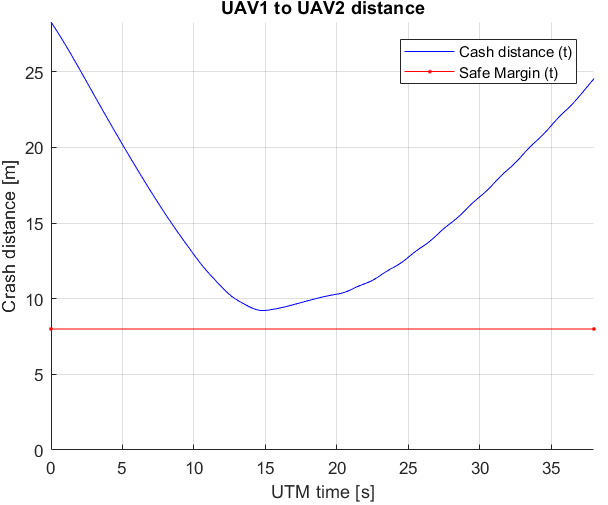 UAV1 to UAV2 distance
Cash distance (t)
Safe Margin (t)
Crash distance [m]
25
20
15
10
5
0
0 5 10 15 20 25 30 35
UTM time [s]